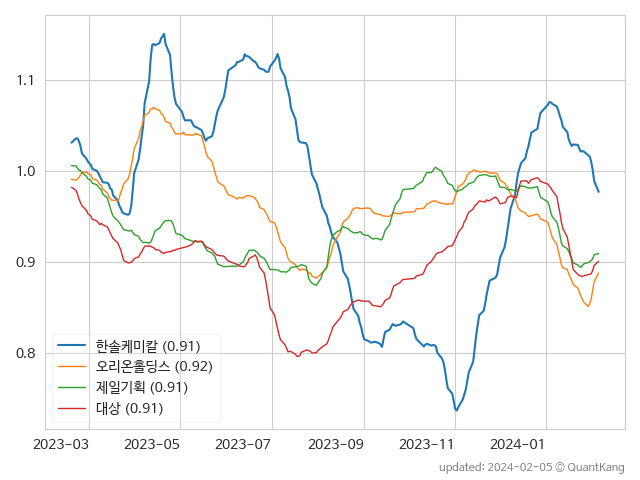 1.1
1.0
0.9
0.8
한솔케미칼 (0.91)
오리온홀딩스 (0.92)
제일기획 (0.91)
대상 (0.91)
2023-03 2023-05 2023-07 2023-09 2023-11 2024-01
updated: 2024-02-05 © QuantKang